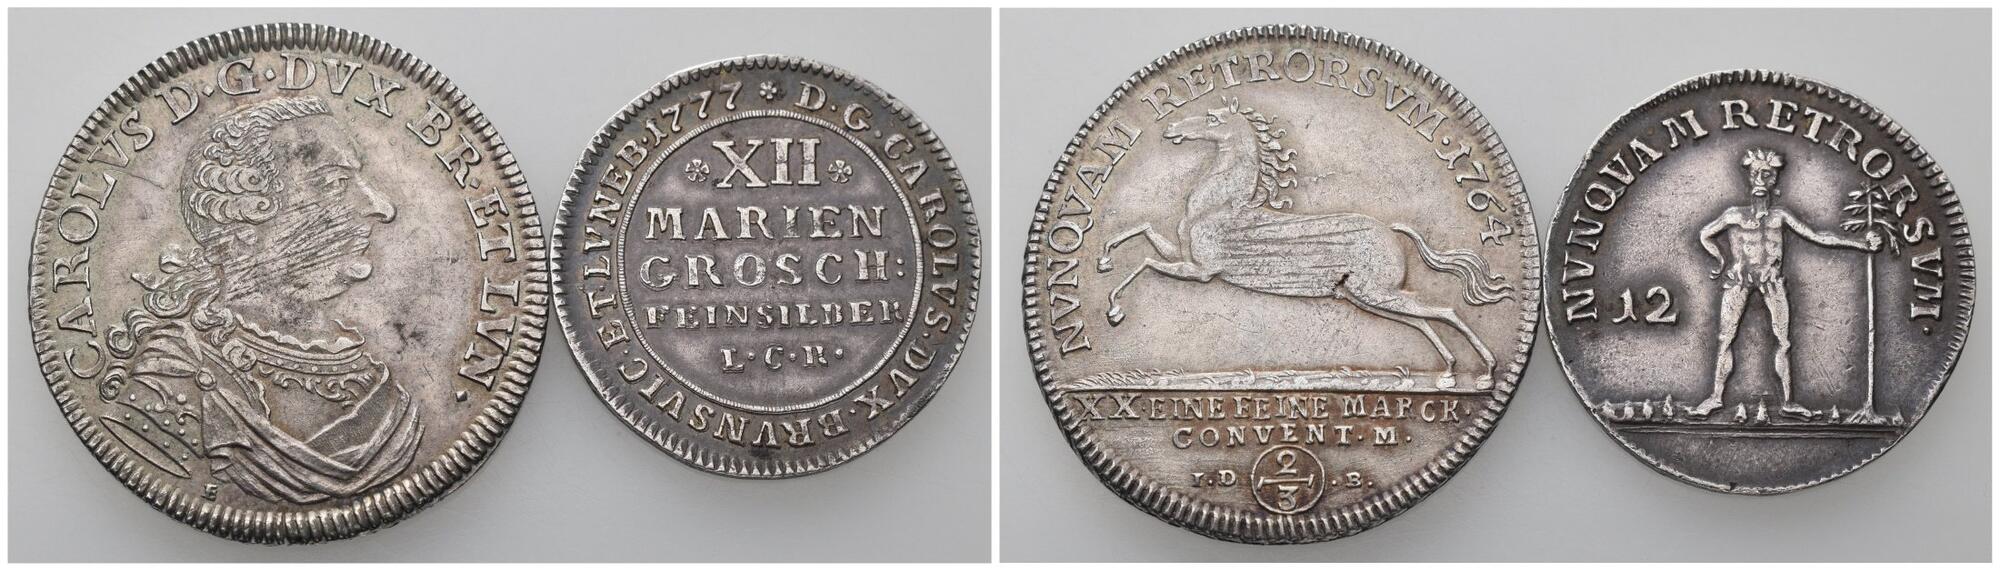 CAROLVS D·G·DVX BR·ET LVN·
E
D·G·CAROLVS·DVX·BRVNSVIC·ET LVNEB·1777
XII
MARIEN
GROSCH:
FEINSILBER
L·C·R·
NVNQVAM RETRORSVM·1764
XX·EINE FEINE MARCK·
CONVENT·M.
I·D·B·
2
3
NVNQVAM RETRORSVM·
12